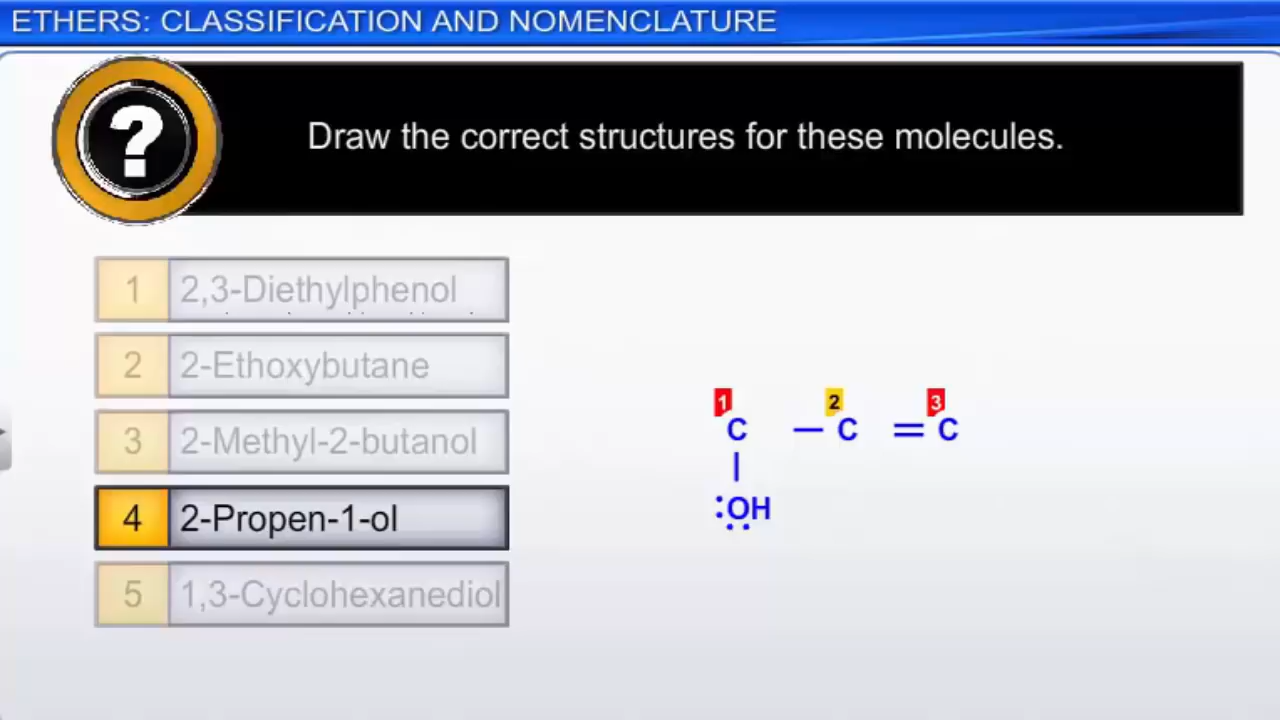 ETHERS: CLASSIFICATION AND NOMENCLATURE
?
Draw the correct structures for these molecules.
1 2,3-Diethylphenol
2 2-Ethoxybutane
3 2-Methyl-2-butanol
4 2-Propen-1-ol
5 1,3-Cyclohexanediol
1 2 3
C – C = C
|
:OH